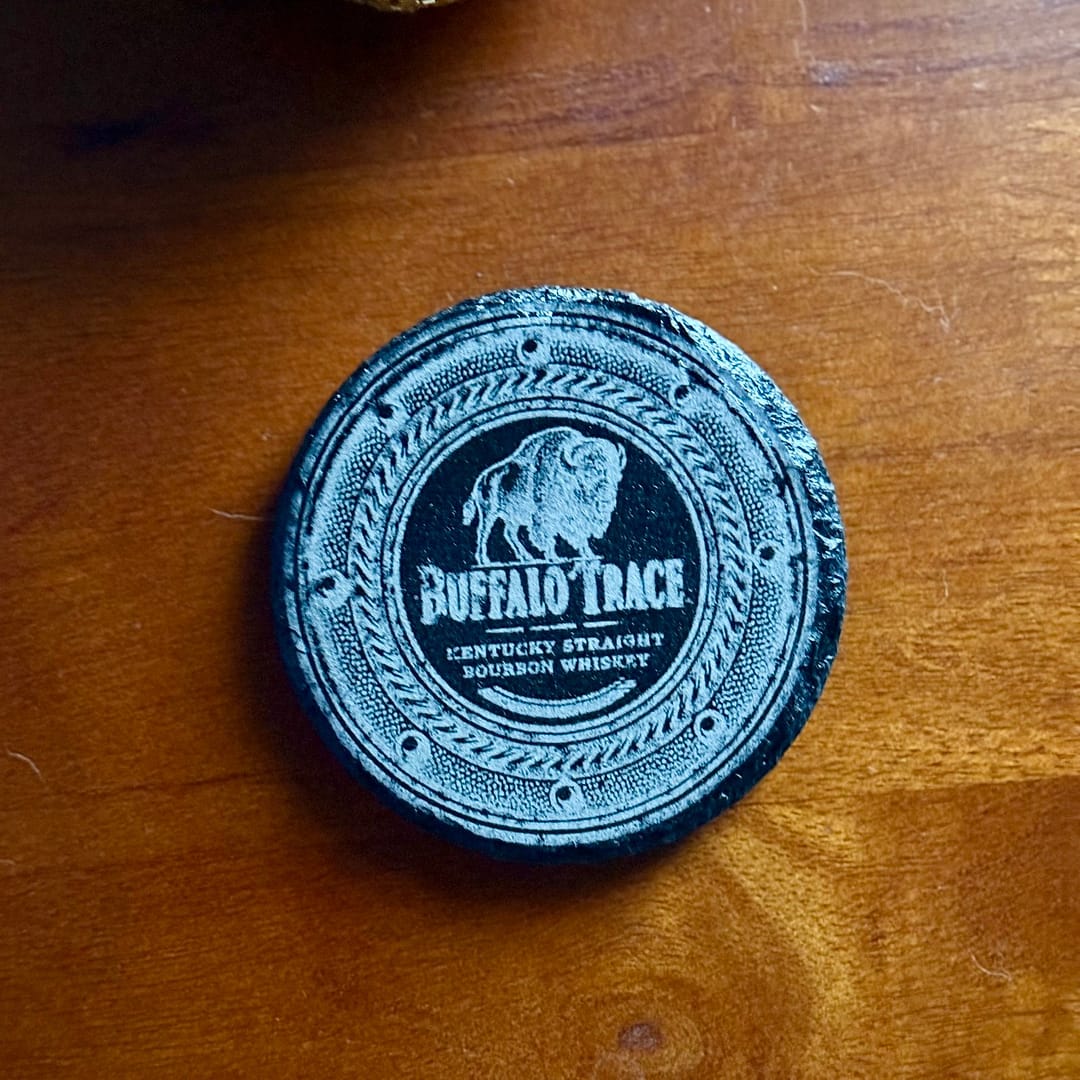 BUFFALO TRACE
KENTUCKY STRAIGHT
BOURBON WHISKEY